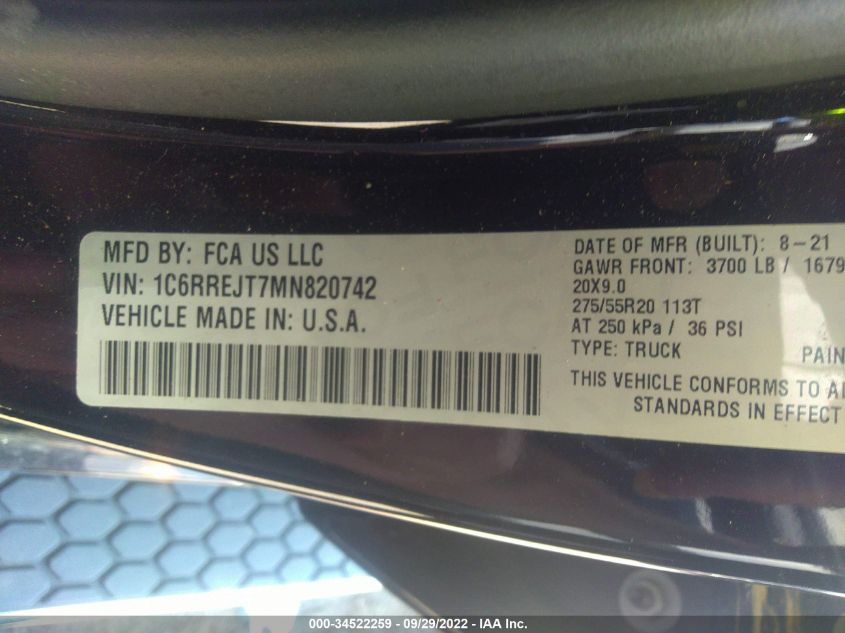 MFD BY: FCA US LLC
VIN: 1C6RREJT7MN820742
VEHICLE MADE IN: U.S.A.
DATE OF MFR (BUILT): 8-21
GAWR FRONT: 3700 LB / 1679
20X9.0
275/55R20 113T
AT 250 kPa / 36 PSI
TYPE: TRUCK PAIN
THIS VEHICLE CONFORMS TO AL
STANDARDS IN EFFECT
000-34522259 - 09/29/2022 - IAA Inc.